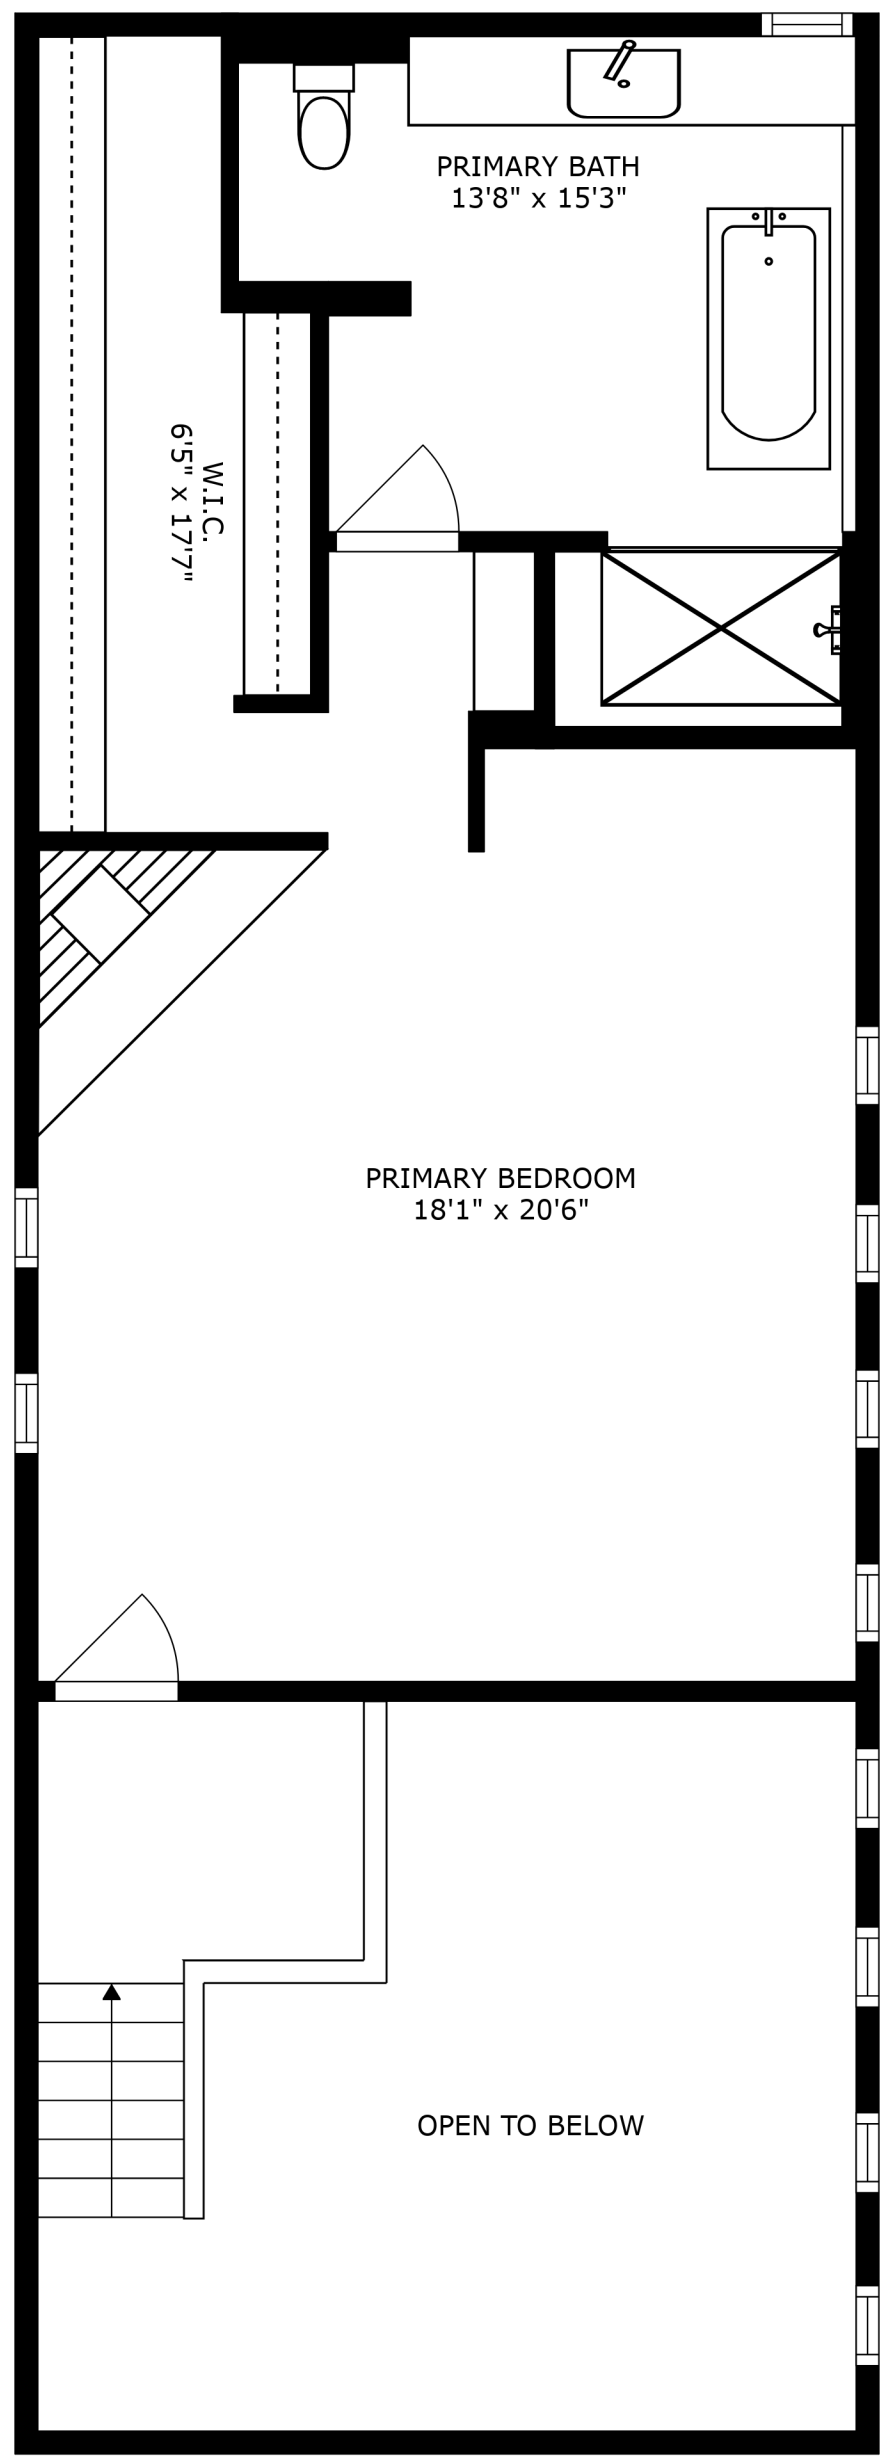 PRIMARY BATH
13'8" x 15'3"
W.I.C.
6'5" x 17'7"
PRIMARY BEDROOM
18'1" x 20'6"
OPEN TO BELOW